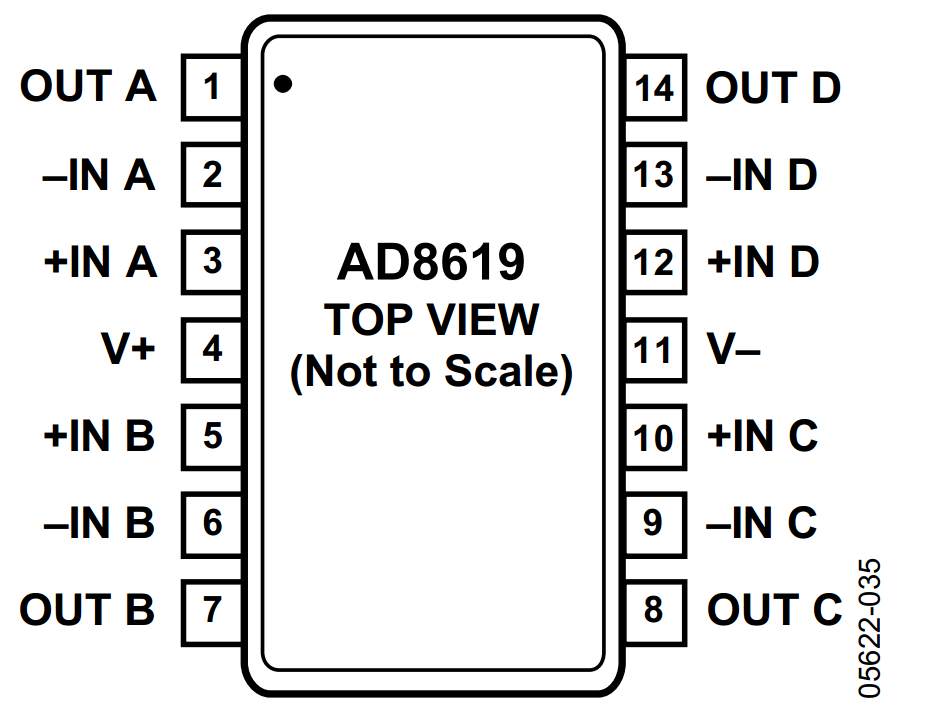 OUT A 1 14 OUT D
–IN A 2 13 –IN D
+IN A 3 12 +IN D
AD8619
TOP VIEW
(Not to Scale)
V+ 4 11 V–
+IN B 5 10 +IN C
–IN B 6 9 –IN C
OUT B 7 8 OUT C
05622-035